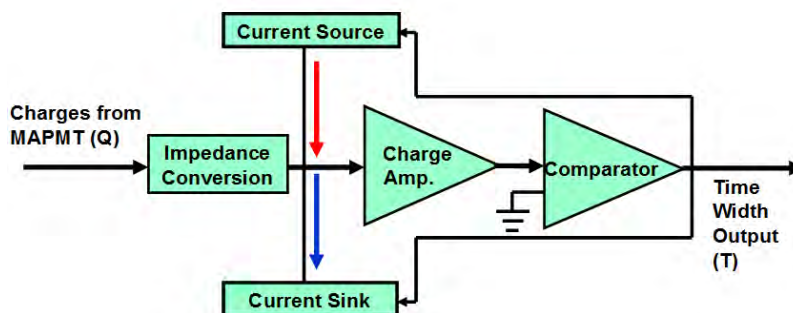 Current Source
Charges from
MAPMT (Q)
Impedance
Conversion
Charge
Amp.
Comparator
Time
Width
Output
(T)
Current Sink